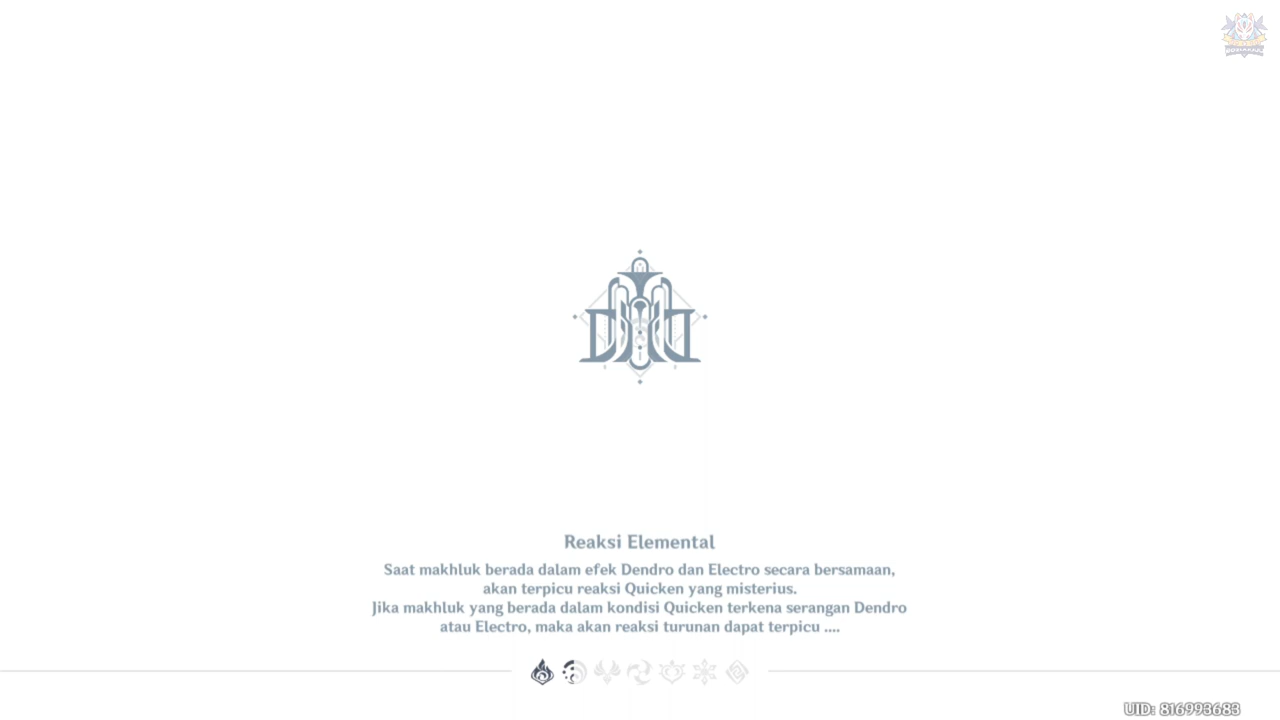 Reaksi Elemental
Saat makhluk berada dalam efek Dendro dan Electro secara bersamaan,
akan terpicu reaksi Quicken yang misterius.
Jika makhluk yang berada dalam kondisi Quicken terkena serangan Dendro
atau Electro, maka akan reaksi turunan dapat terpicu ....
UID: 816993683